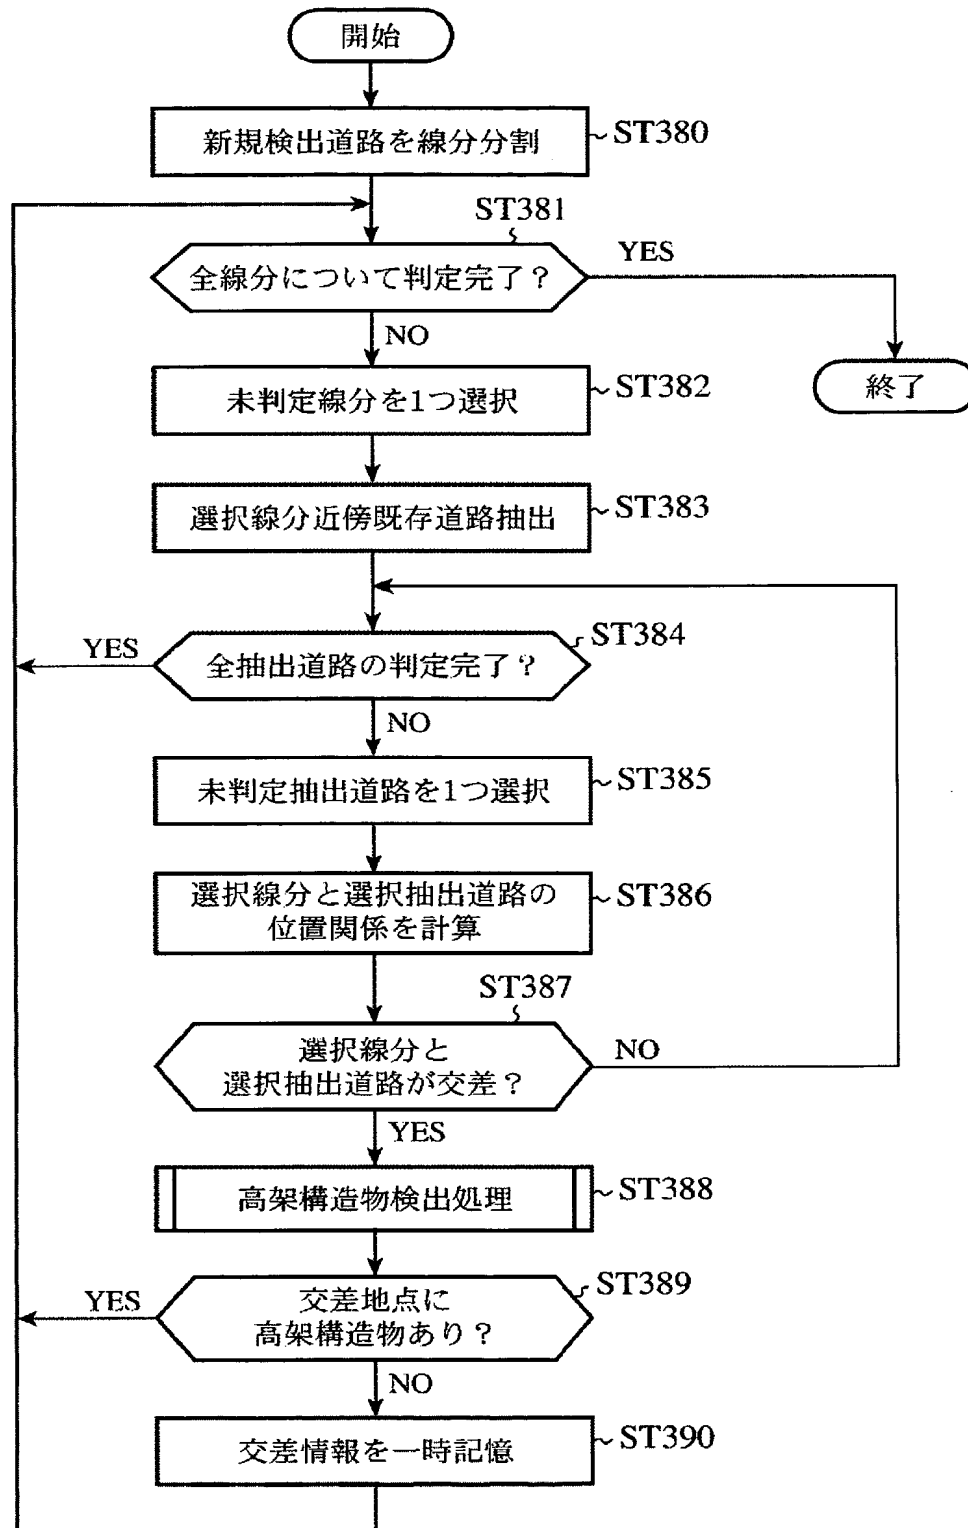 開始
新規検出道路を線分分割
ST380
ST381
全線分について判定完了？
YES
NO
終了
未判定線分を1つ選択
ST382
選択線分近傍既存道路抽出
ST383
ST384
YES
全抽出道路の判定完了？
NO
未判定抽出道路を1つ選択
ST385
選択線分と選択抽出道路の
位置関係を計算
ST386
ST387
選択線分と
選択抽出道路が交差？
NO
YES
高架構造物検出処理
ST388
ST389
YES
交差地点に
高架構造物あり？
NO
交差情報を一時記憶
ST390